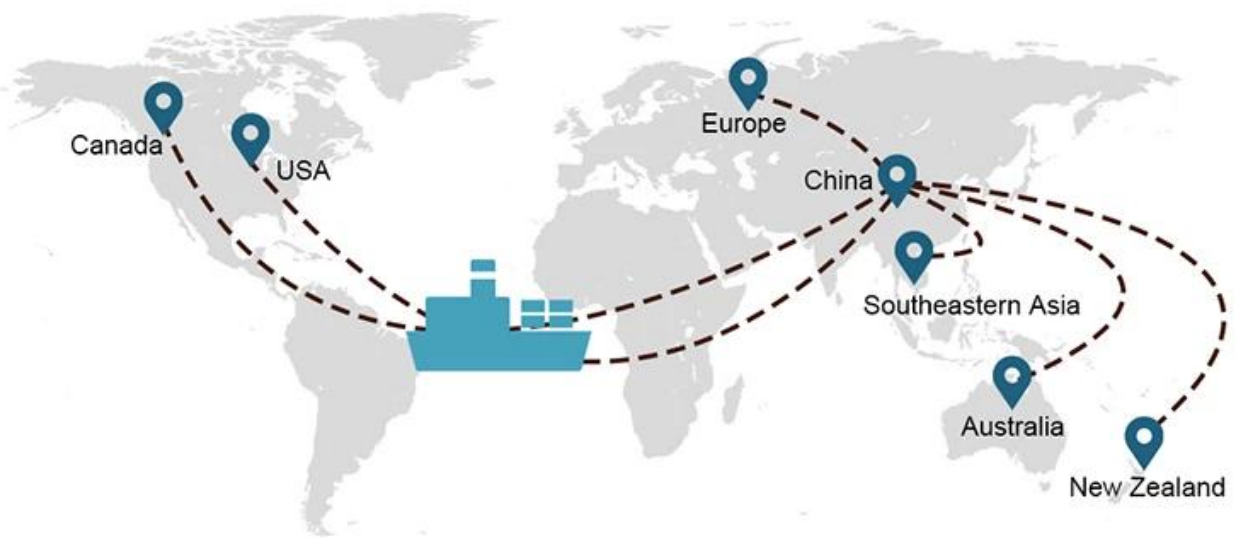 Canada
USA
Europe
China
Southeastern Asia
Australia
New Zealand